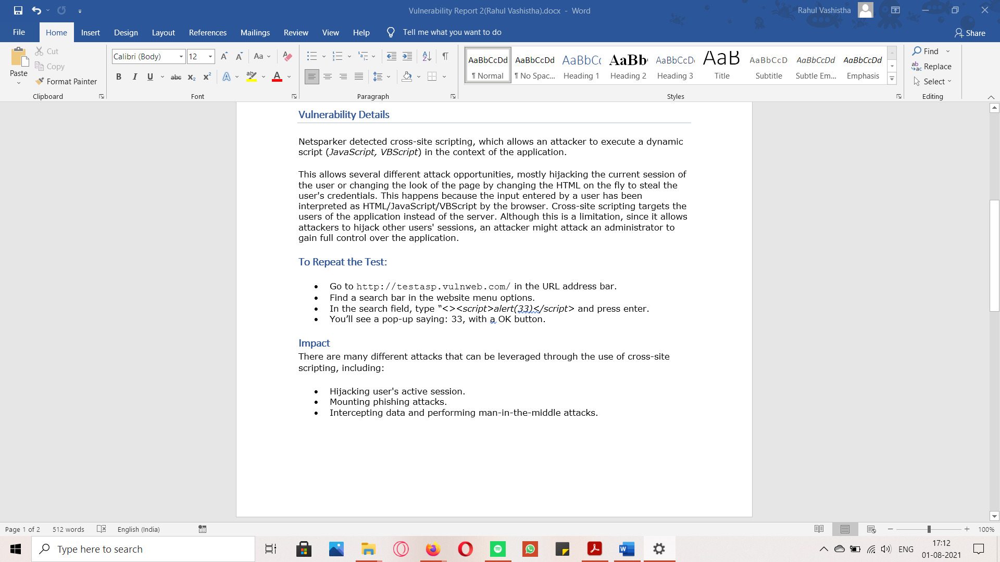 Vulnerability Report 2(Rahul Vashistha).docx - Word
Rahul Vashistha
File Home Insert Design Layout References Mailings Review View Help Tell me what you want to do
Share
Paste
Cut
Copy
Format Painter
Clipboard
Calibri (Body) 12
Font
Paragraph
AaBbCcDd AaBbCcDd AaBbCc AaBb AaBbCcD AaB AaBbCcD AaBbCcDd AaBbCcDd
¶ Normal ¶ No Spac... Heading 1 Heading 2 Heading 3 Title Subtitle Subtle Em... Emphasis
Styles
Find
Replace
Select
Editing
Vulnerability Details
Netsparker detected cross-site scripting, which allows an attacker to execute a dynamic
script (JavaScript, VBScript) in the context of the application.
This allows several different attack opportunities, mostly hijacking the current session of
the user or changing the look of the page by changing the HTML on the fly to steal the
user's credentials. This happens because the input entered by a user has been
interpreted as HTML/JavaScript/VBScript by the browser. Cross-site scripting targets the
users of the application instead of the server. Although this is a limitation, since it allows
attackers to hijack other users' sessions, an attacker might attack an administrator to
gain full control over the application.
To Repeat the Test:
• Go to http://testasp.vulnweb.com/ in the URL address bar.
• Find a search bar in the website menu options.
• In the search field, type “<><script>alert(33)</script> and press enter.
• You’ll see a pop-up saying: 33, with a OK button.
Impact
There are many different attacks that can be leveraged through the use of cross-site
scripting, including:
• Hijacking user's active session.
• Mounting phishing attacks.
• Intercepting data and performing man-in-the-middle attacks.
Page 1 of 2 512 words English (India)
100%
Type here to search
ENG
17:12
01-08-2021